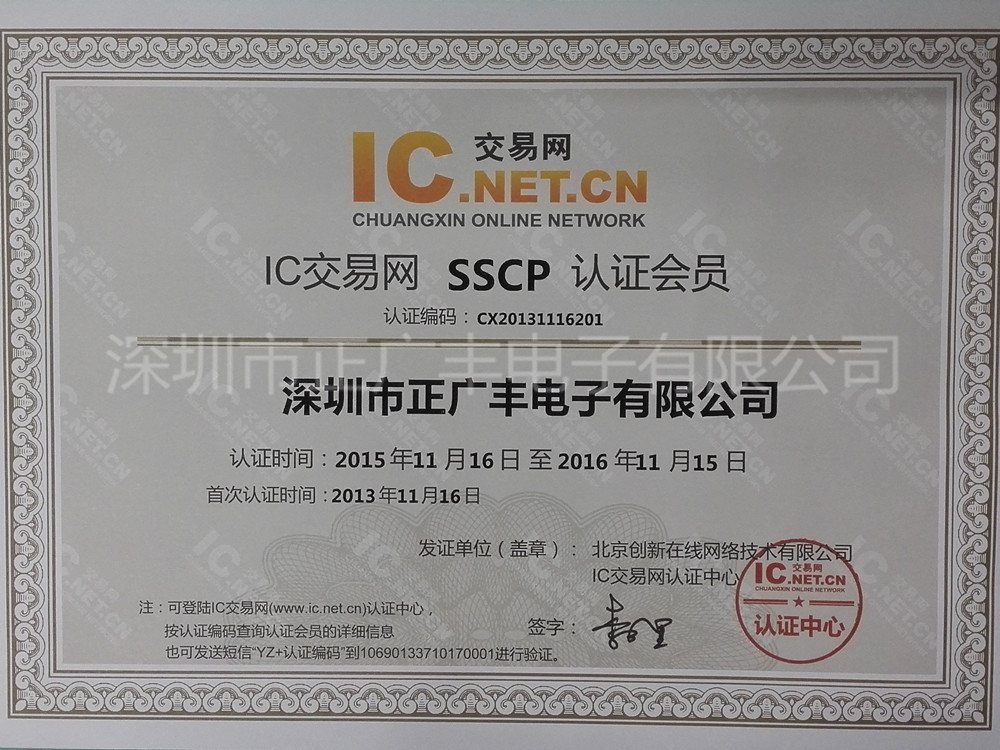 IC 交易网
.NET.CN
CHUANGXIN ONLINE NETWORK
IC交易网 SSCP 认证会员
认证编码：CX20131116201
深圳市正广丰电子有限公司
深圳市正广丰电子有限公司
认证时间：2015年11月16日 至 2016年11月15日
首次认证时间：2013年11月16日
发证单位（盖章）：北京创新在线网络技术有限公司
IC交易网认证中心
IC 交易网
.NET.CN
CHUANGXIN ONLINE NETWORK
认证中心
注：可登陆IC交易网(www.ic.net.cn)认证中心，
按认证编码查询认证会员的详细信息
也可发送短信“YZ+认证编码”到10690133710170001进行验证。
签字：